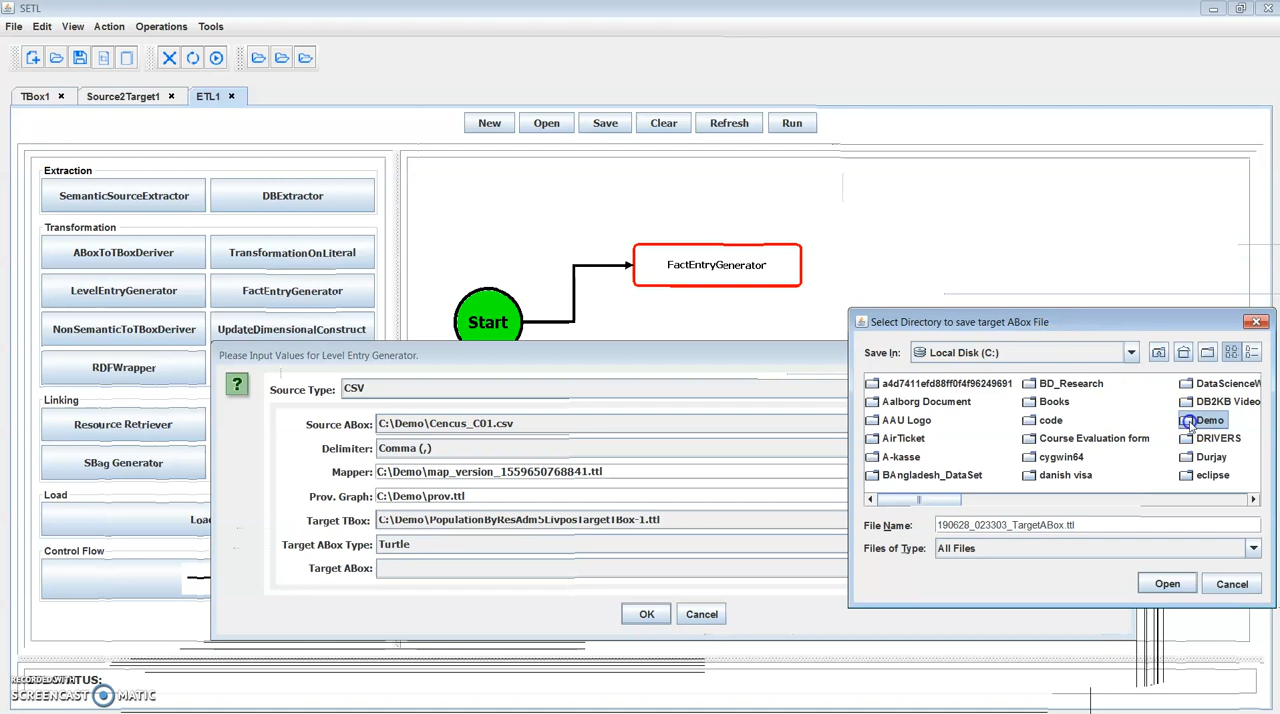 SETL
File Edit View Action Operations Tools
TBox1 Source2Target1 ETL1
New Open Save Clear Refresh Run
Extraction
SemanticSourceExtractor DBExtractor
Transformation
ABoxToTBoxDeriver TransformationOnLiteral
LevelEntryGenerator FactEntryGenerator
NonSemanticToTBoxDeriver UpdateDimensionalConstruct
RDFWrapper
Linking
Resource Retriever
SBag Generator
Load
Loa
Control Flow
FactEntryGenerator
Start
Please Input Values for Level Entry Generator.
?
Source Type: CSV
Source ABox: C:\Demo\Cencus_C01.csv
Delimiter: Comma (,)
Mapper: C:\Demo\map_version_1559650768841.ttl
Prov. Graph: C:\Demo\prov.ttl
Target TBox: C:\Demo\PopulationByResAdm5LivposTargetTBox-1.ttl
Target ABox Type: Turtle
Target ABox:
OK Cancel
Select Directory to save target ABox File
Save In: Local Disk (C:)
a4d7411efd88ff0f4f96249691 BD_Research DataScienceW
Aalborg Document Books DB2KB Video
AAU Logo code Demo
AirTicket Course Evaluation form DRIVERS
A-kasse cygwin64 Durjay
BAngladesh_DataSet danish visa eclipse
File Name: 190628_023303_TargetABox.ttl
Files of Type: All Files
Open Cancel
STATUS:
RECORDED WITH
SCREENCAST MATIC